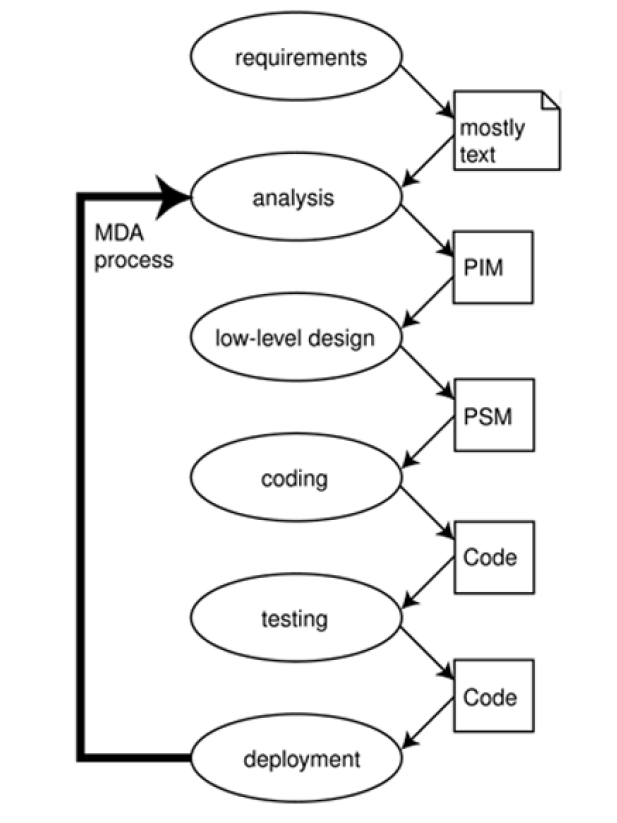 requirements
mostly
text
analysis
MDA
process
PIM
low-level design
PSM
coding
Code
testing
Code
deployment